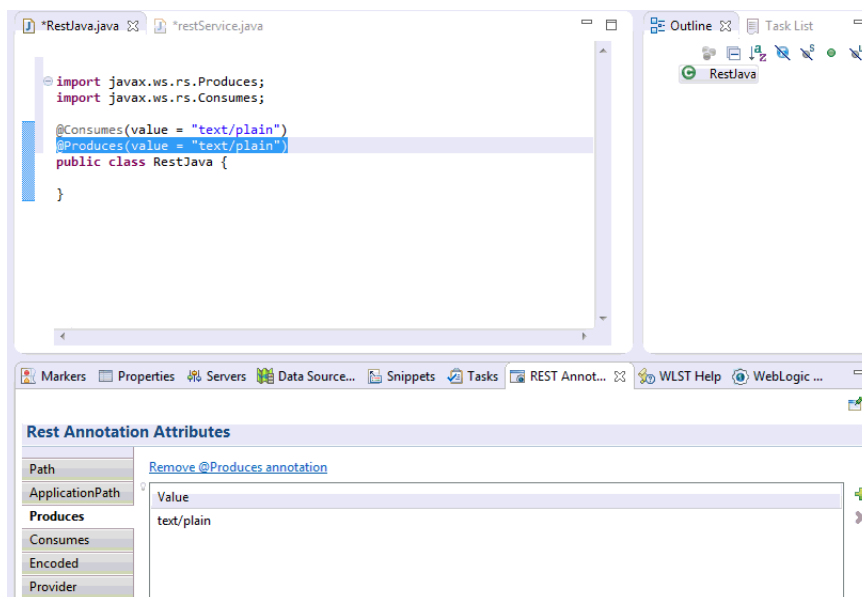 *RestJava.java
*restService.java
Outline
Task List
import javax.ws.rs.Produces;
import javax.ws.rs.Consumes;
@Consumes(value = "text/plain")
@Produces(value = "text/plain")
public class RestJava {
}
RestJava
Markers
Properties
Servers
Data Source...
Snippets
Tasks
REST Annot...
WLST Help
WebLogic ...
Rest Annotation Attributes
Path
ApplicationPath
Produces
Consumes
Encoded
Provider
Remove @Produces annotation
Value
text/plain